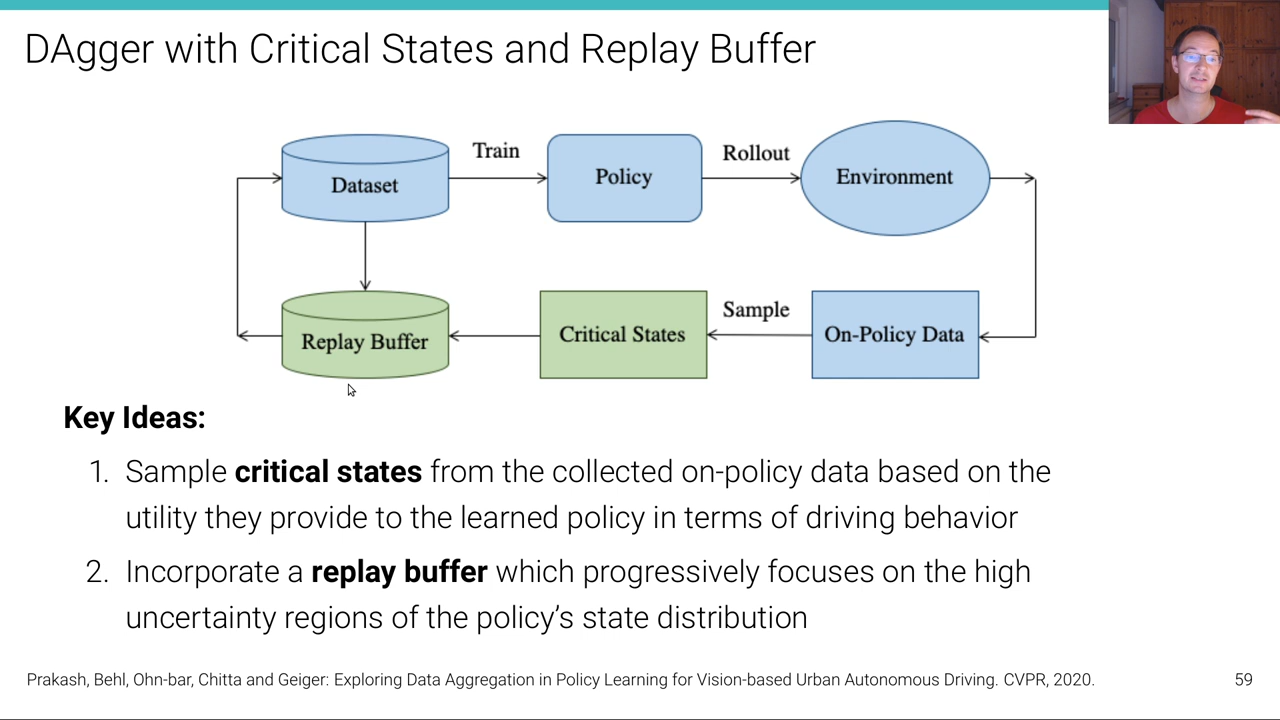 DAgger with Critical States and Replay Buffer
Dataset
Train
Policy
Rollout
Environment
Replay Buffer
Critical States
Sample
On-Policy Data
Key Ideas:
1. Sample critical states from the collected on-policy data based on the
utility they provide to the learned policy in terms of driving behavior
2. Incorporate a replay buffer which progressively focuses on the high
uncertainty regions of the policy's state distribution
Prakash, Behl, Ohn-bar, Chitta and Geiger: Exploring Data Aggregation in Policy Learning for Vision-based Urban Autonomous Driving. CVPR, 2020.
59